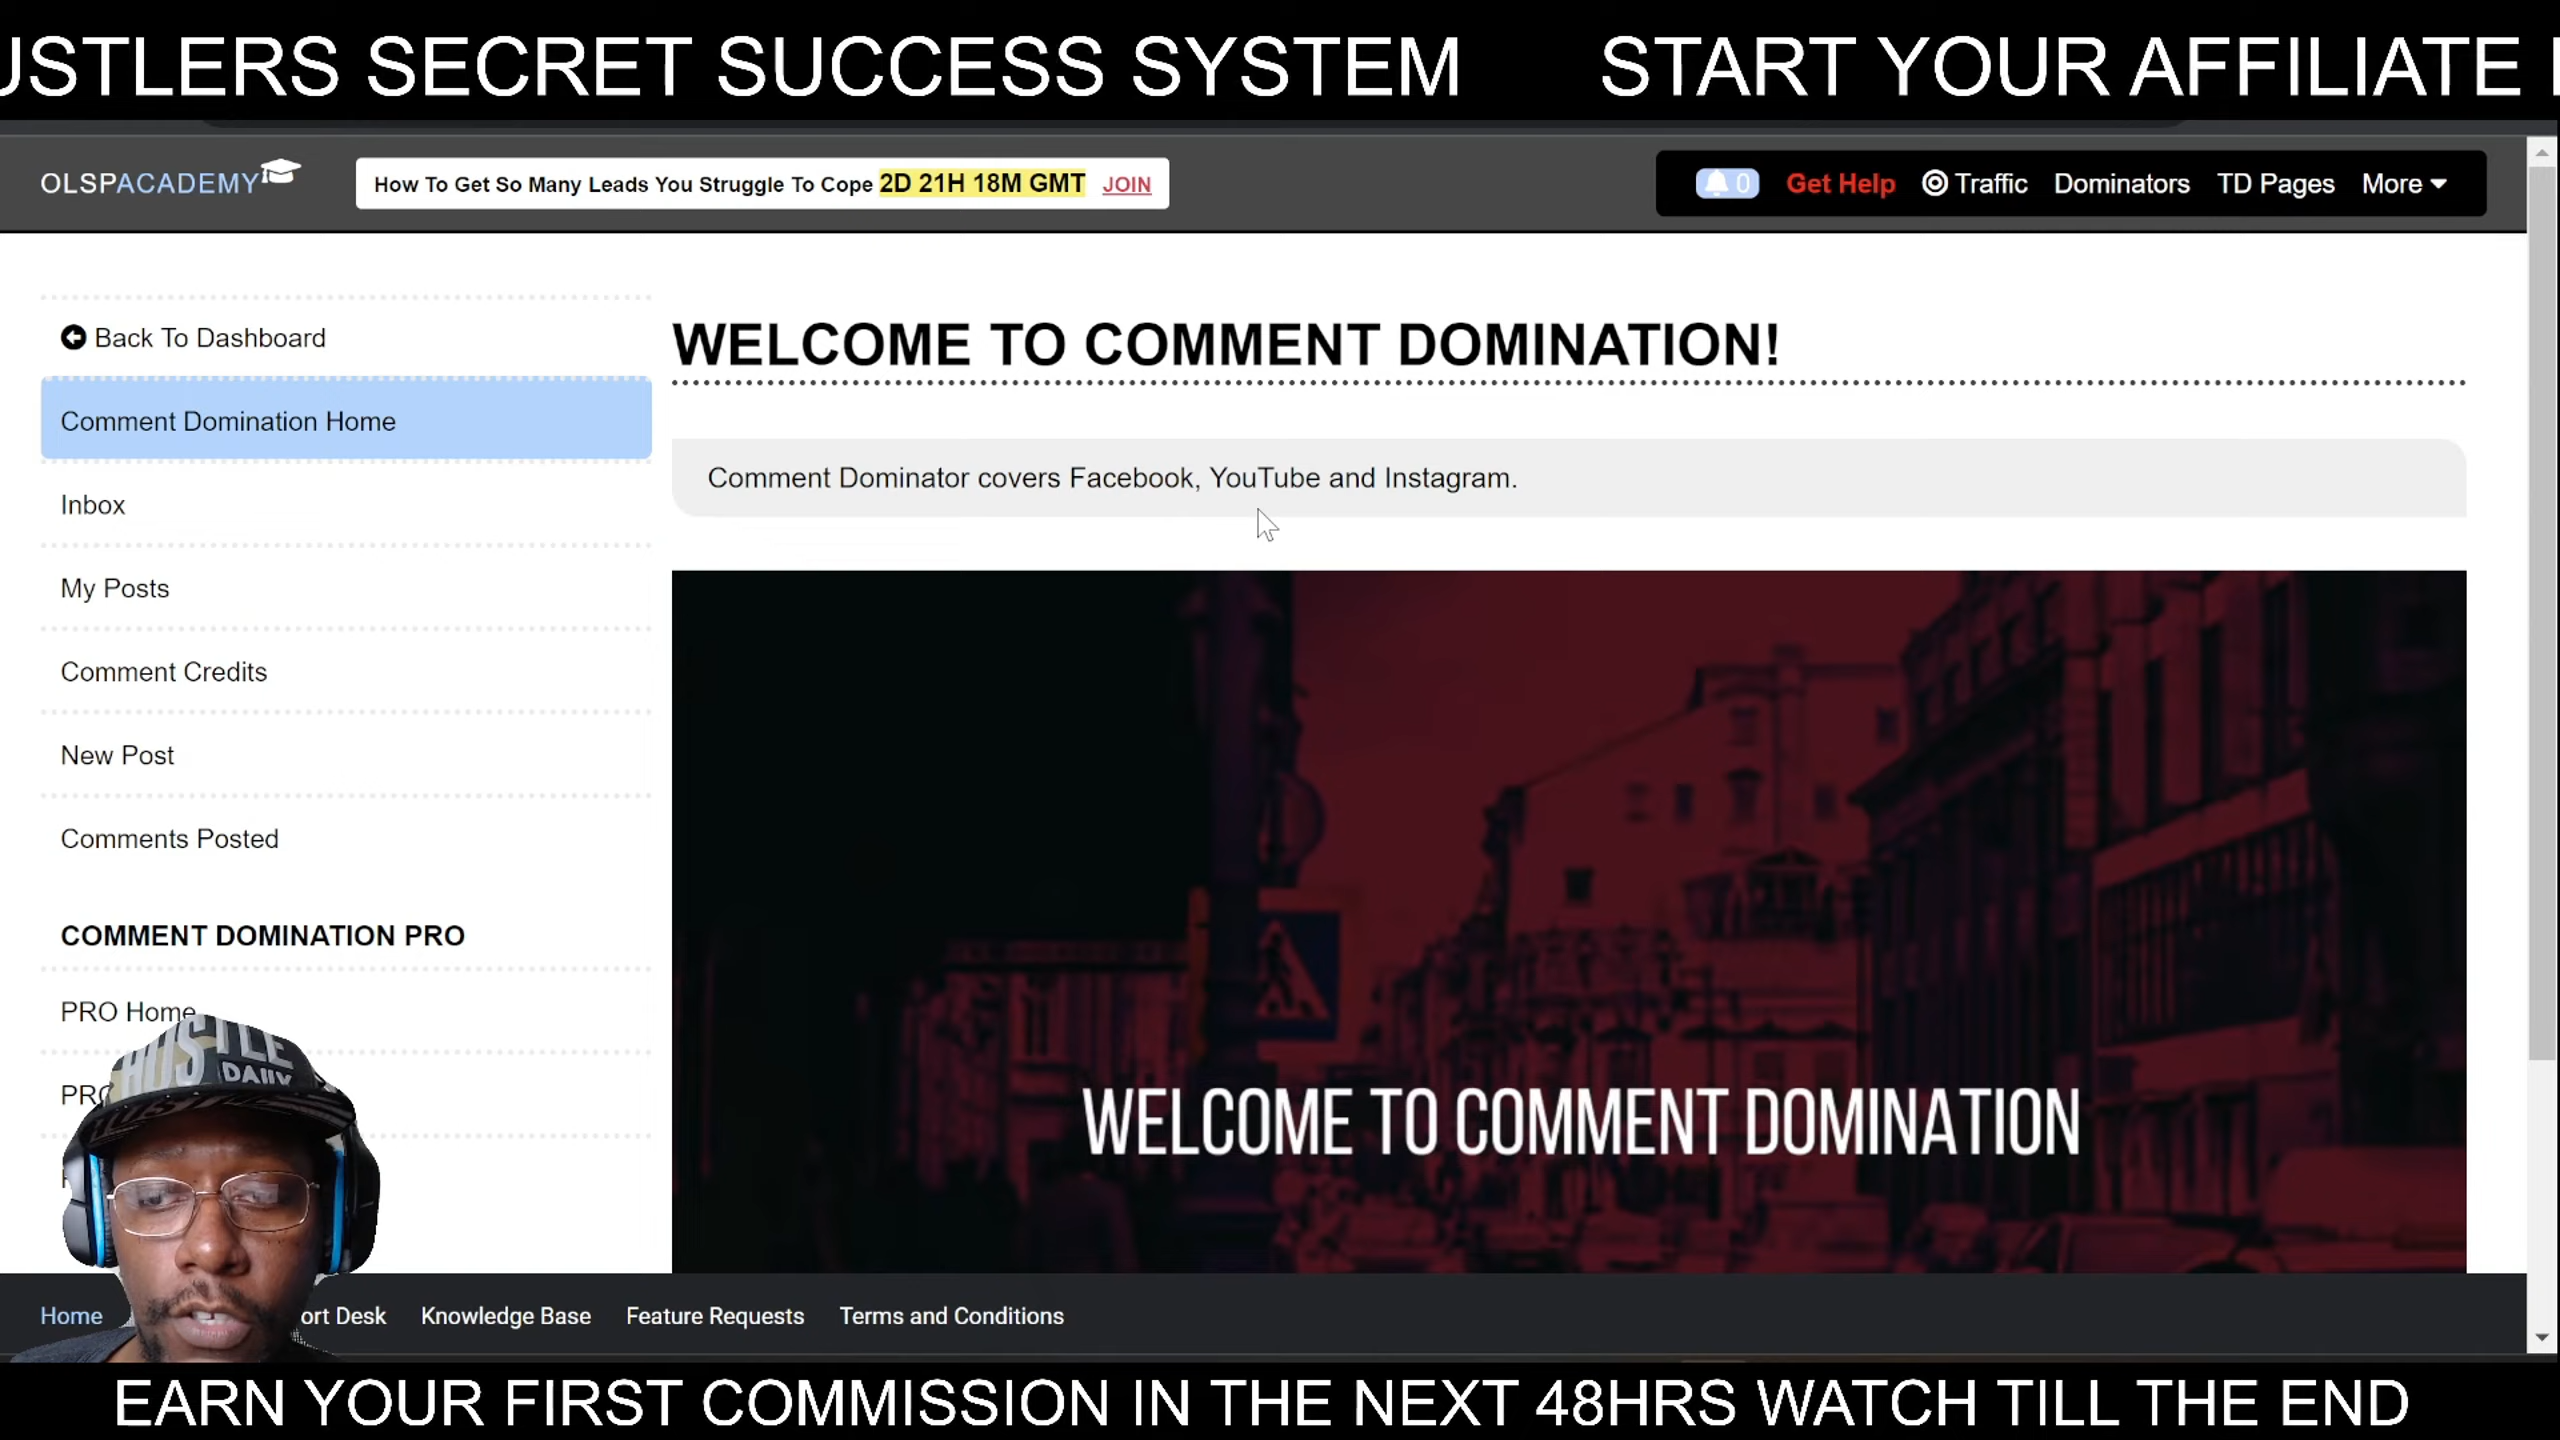 USTLERS SECRET SUCCESS SYSTEM START YOUR AFFILIATE
OLSPACADEMY
How To Get So Many Leads You Struggle To Cope 2D 21H 18M GMT JOIN
0 Get Help Traffic Dominators TD Pages More
Back To Dashboard
Comment Domination Home
Inbox
My Posts
Comment Credits
New Post
Comments Posted
COMMENT DOMINATION PRO
PRO Home
PRO
WELCOME TO COMMENT DOMINATION!
Comment Dominator covers Facebook, YouTube and Instagram.
WELCOME TO COMMENT DOMINATION
HUSTLE
DAILY
Home ort Desk Knowledge Base Feature Requests Terms and Conditions
EARN YOUR FIRST COMMISSION IN THE NEXT 48HRS WATCH TILL THE END